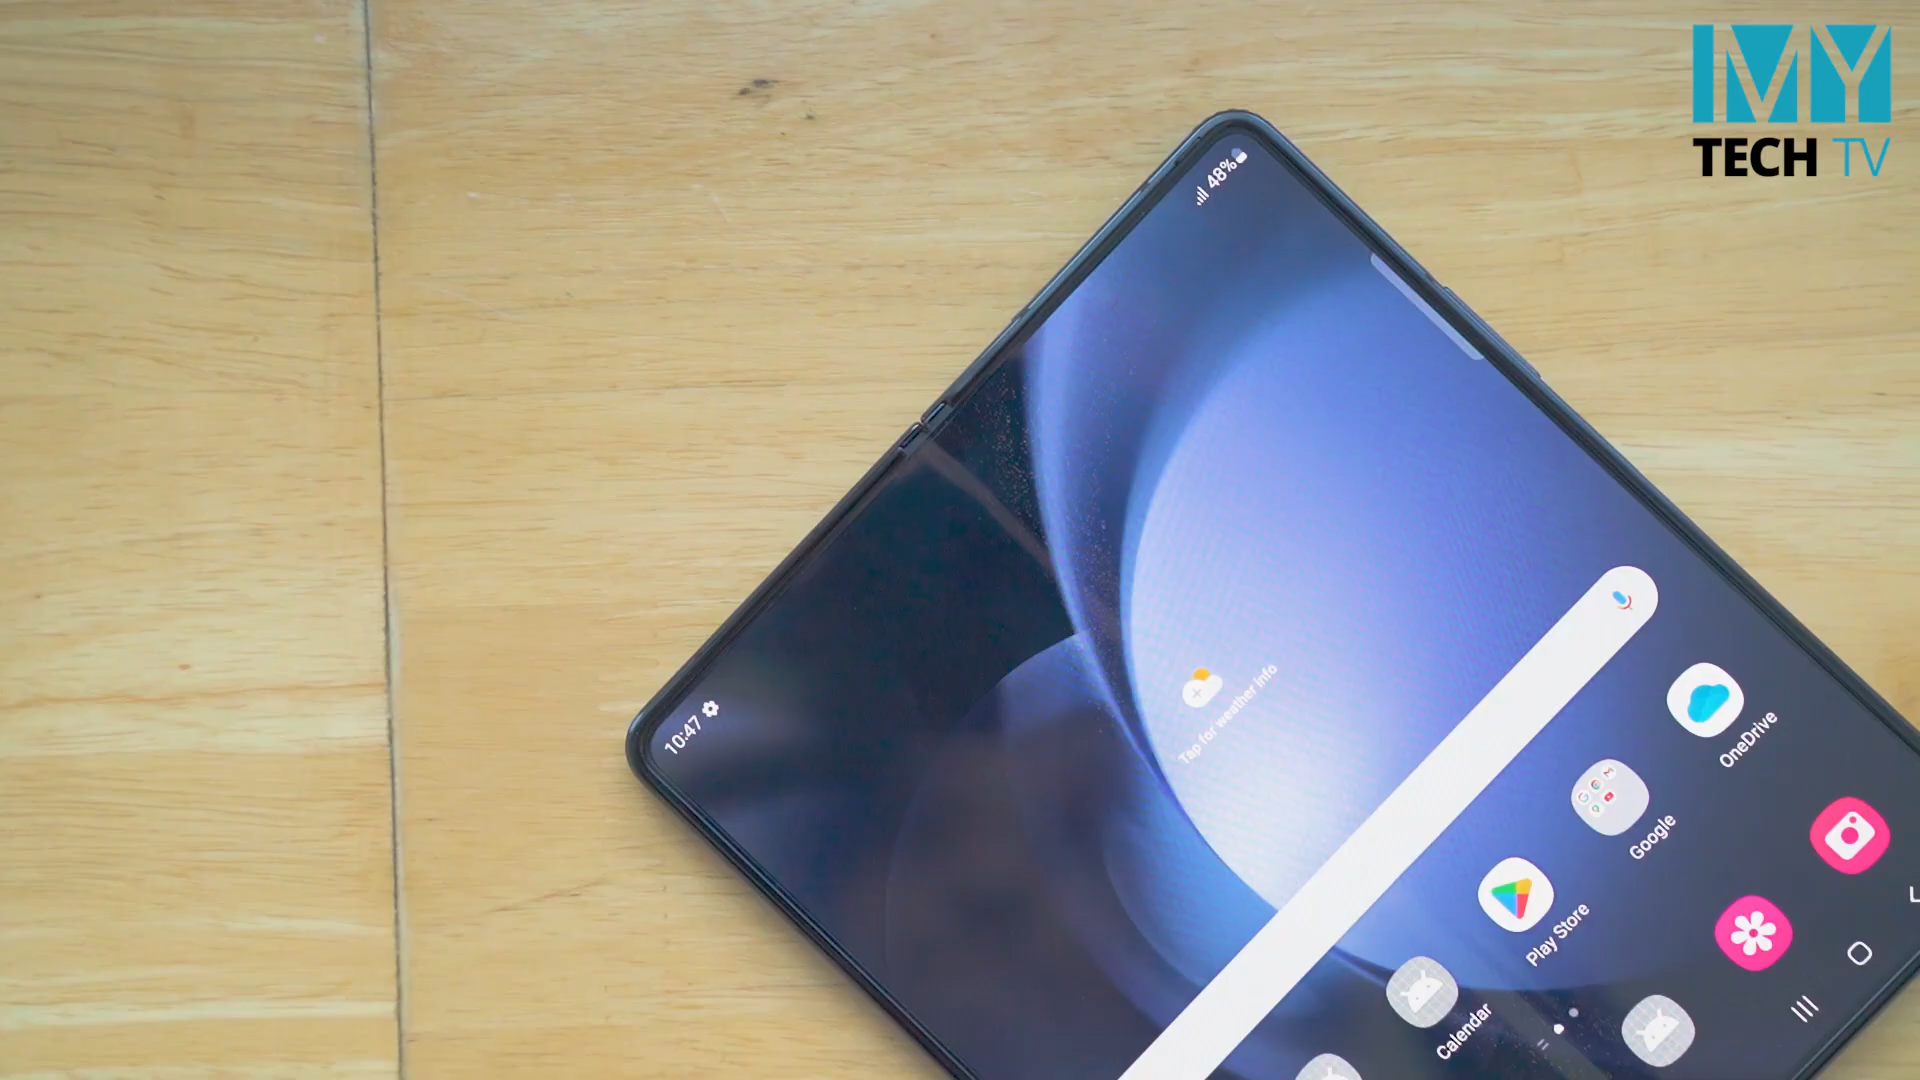 MY
TECH TV
48%
10:47
Tap for weather info
OneDrive
Google
Play Store
Calendar